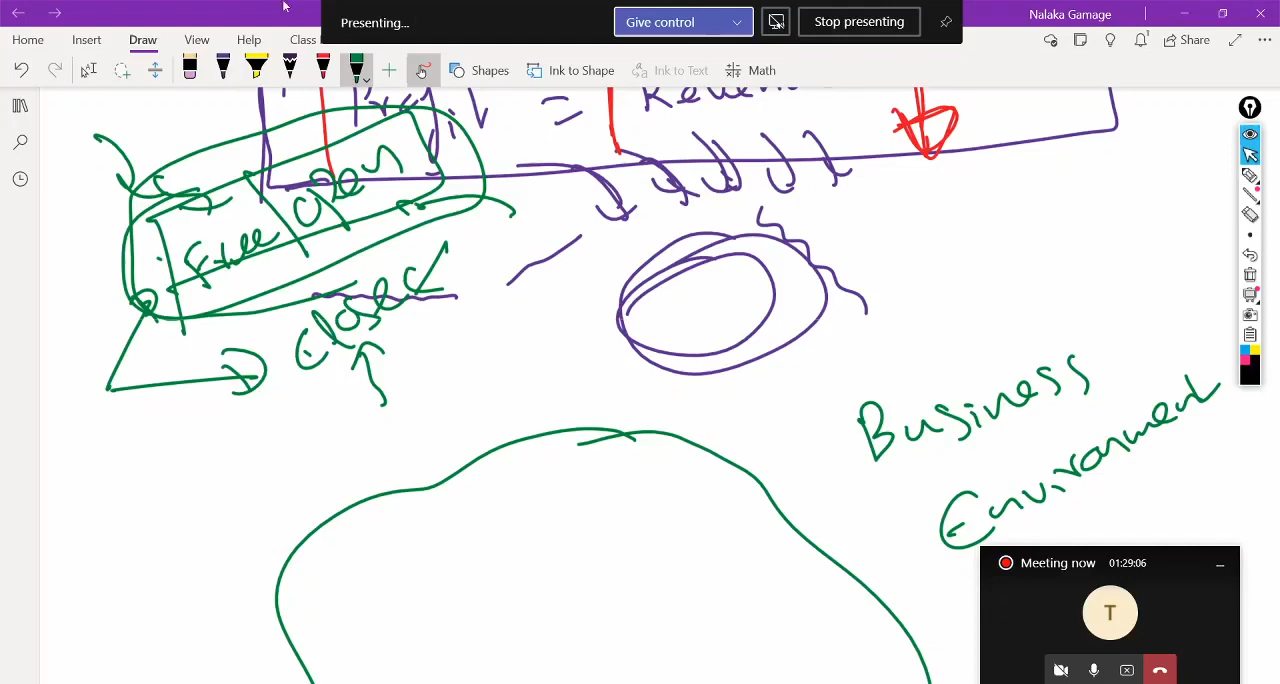 Presenting...
Give control
Stop presenting
Nalaka Gamage
Home Insert Draw View Help Class
Share
Shapes
Ink to Shape
Ink to Text
Math
=
Free Open
Closed
Business
Environment
Meeting now 01:29:06
T